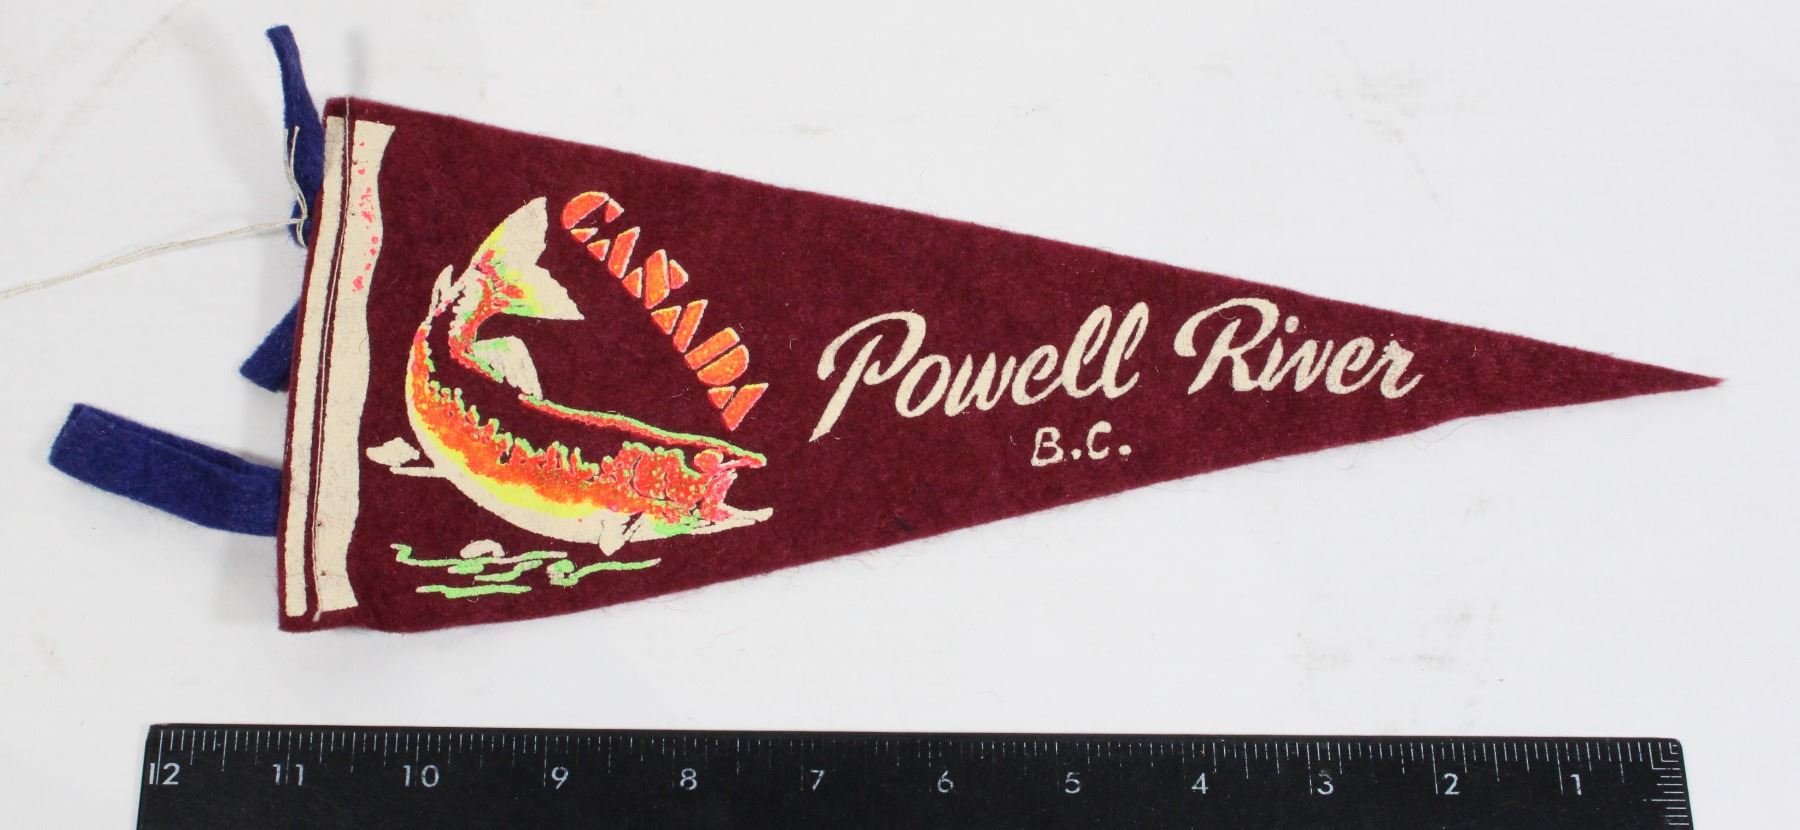 CANADA
Powell River
B.C.
12 11 10 9 8 7 6 5 4 3 2 1